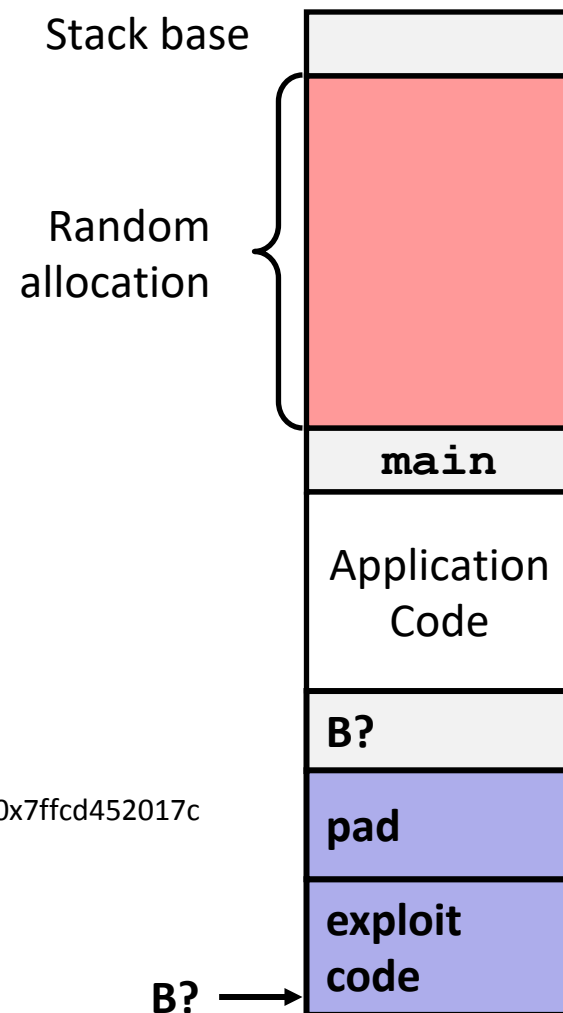 Stack base
Random
allocation
main
Application
Code
B?
0x7ffcd452017c
pad
exploit
code
B?